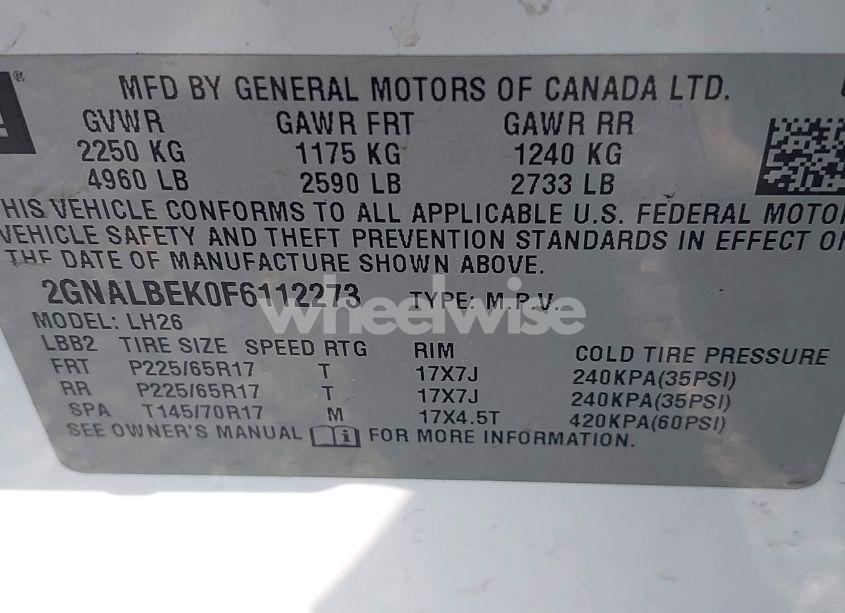 MFD BY GENERAL MOTORS OF CANADA LTD.
GVWR GAWR FRT GAWR RR
2250 KG 1175 KG 1240 KG
4960 LB 2590 LB 2733 LB
HIS VEHICLE CONFORMS TO ALL APPLICABLE U.S. FEDERAL MOTOR
VEHICLE SAFETY AND THEFT PREVENTION STANDARDS IN EFFECT ON
THE DATE OF MANUFACTURE SHOWN ABOVE.
2GNALBEK0F6112273 TYPE: M.P.V.
wheelwise
MODEL: LH26
LBB2 TIRE SIZE SPEED RTG RIM COLD TIRE PRESSURE
FRT P225/65R17 T 17X7J 240KPA(35PSI)
RR P225/65R17 T 17X7J 240KPA(35PSI)
SPA T145/70R17 M 17X4.5T 420KPA(60PSI)
SEE OWNER'S MANUAL FOR MORE INFORMATION.